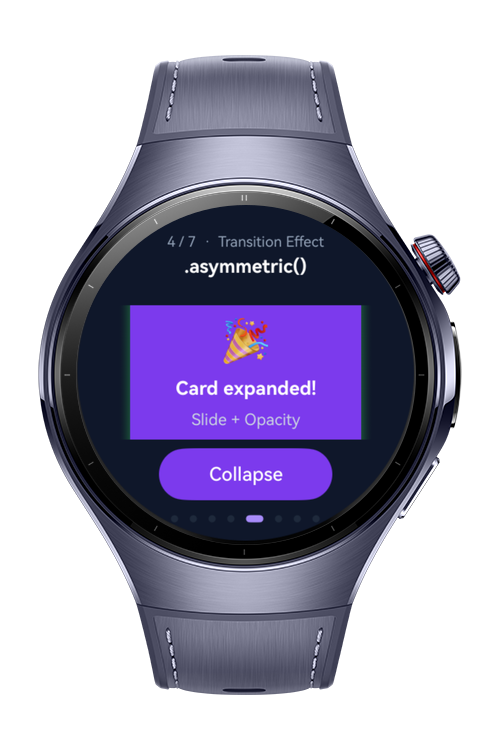 4 / 7 · Transition Effect
.asymmetric()
Card expanded!
Slide + Opacity
Collapse